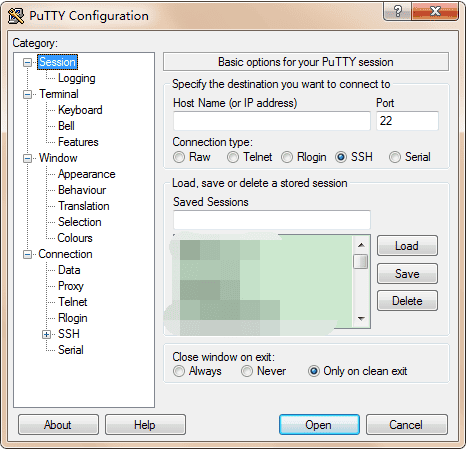 PuTTY Configuration
Category:
Session
Logging
Terminal
Keyboard
Bell
Features
Window
Appearance
Behaviour
Translation
Selection
Colours
Connection
Data
Proxy
Telnet
Rlogin
SSH
Serial
Basic options for your PuTTY session
Specify the destination you want to connect to
Host Name (or IP address) Port
22
Connection type:
Raw Telnet Rlogin SSH Serial
Load, save or delete a stored session
Saved Sessions
Load
Save
Delete
Close window on exit:
Always Never Only on clean exit
About Help Open Cancel